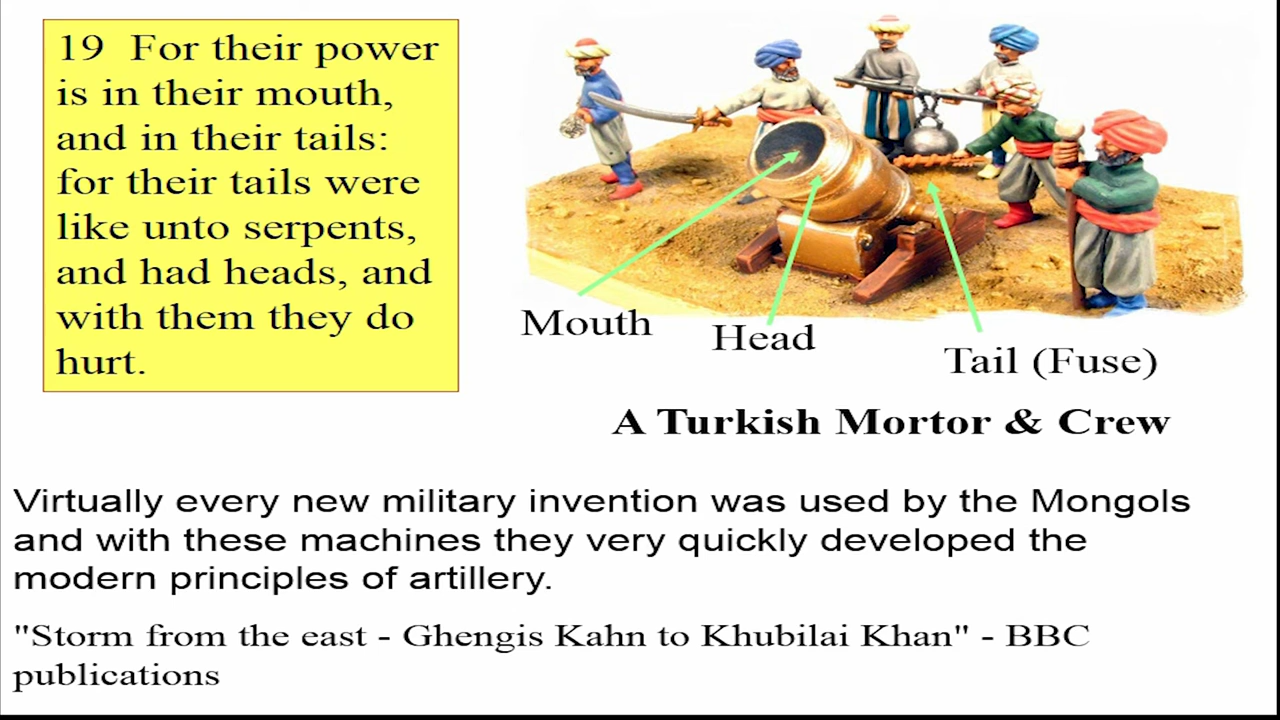 19 For their power
is in their mouth,
and in their tails:
for their tails were
like unto serpents,
and had heads, and
with them they do
hurt.
Mouth
Head
Tail (Fuse)
A Turkish Mortor & Crew
Virtually every new military invention was used by the Mongols
and with these machines they very quickly developed the
modern principles of artillery.
"Storm from the east - Ghengis Kahn to Khubilai Khan" - BBC
publications